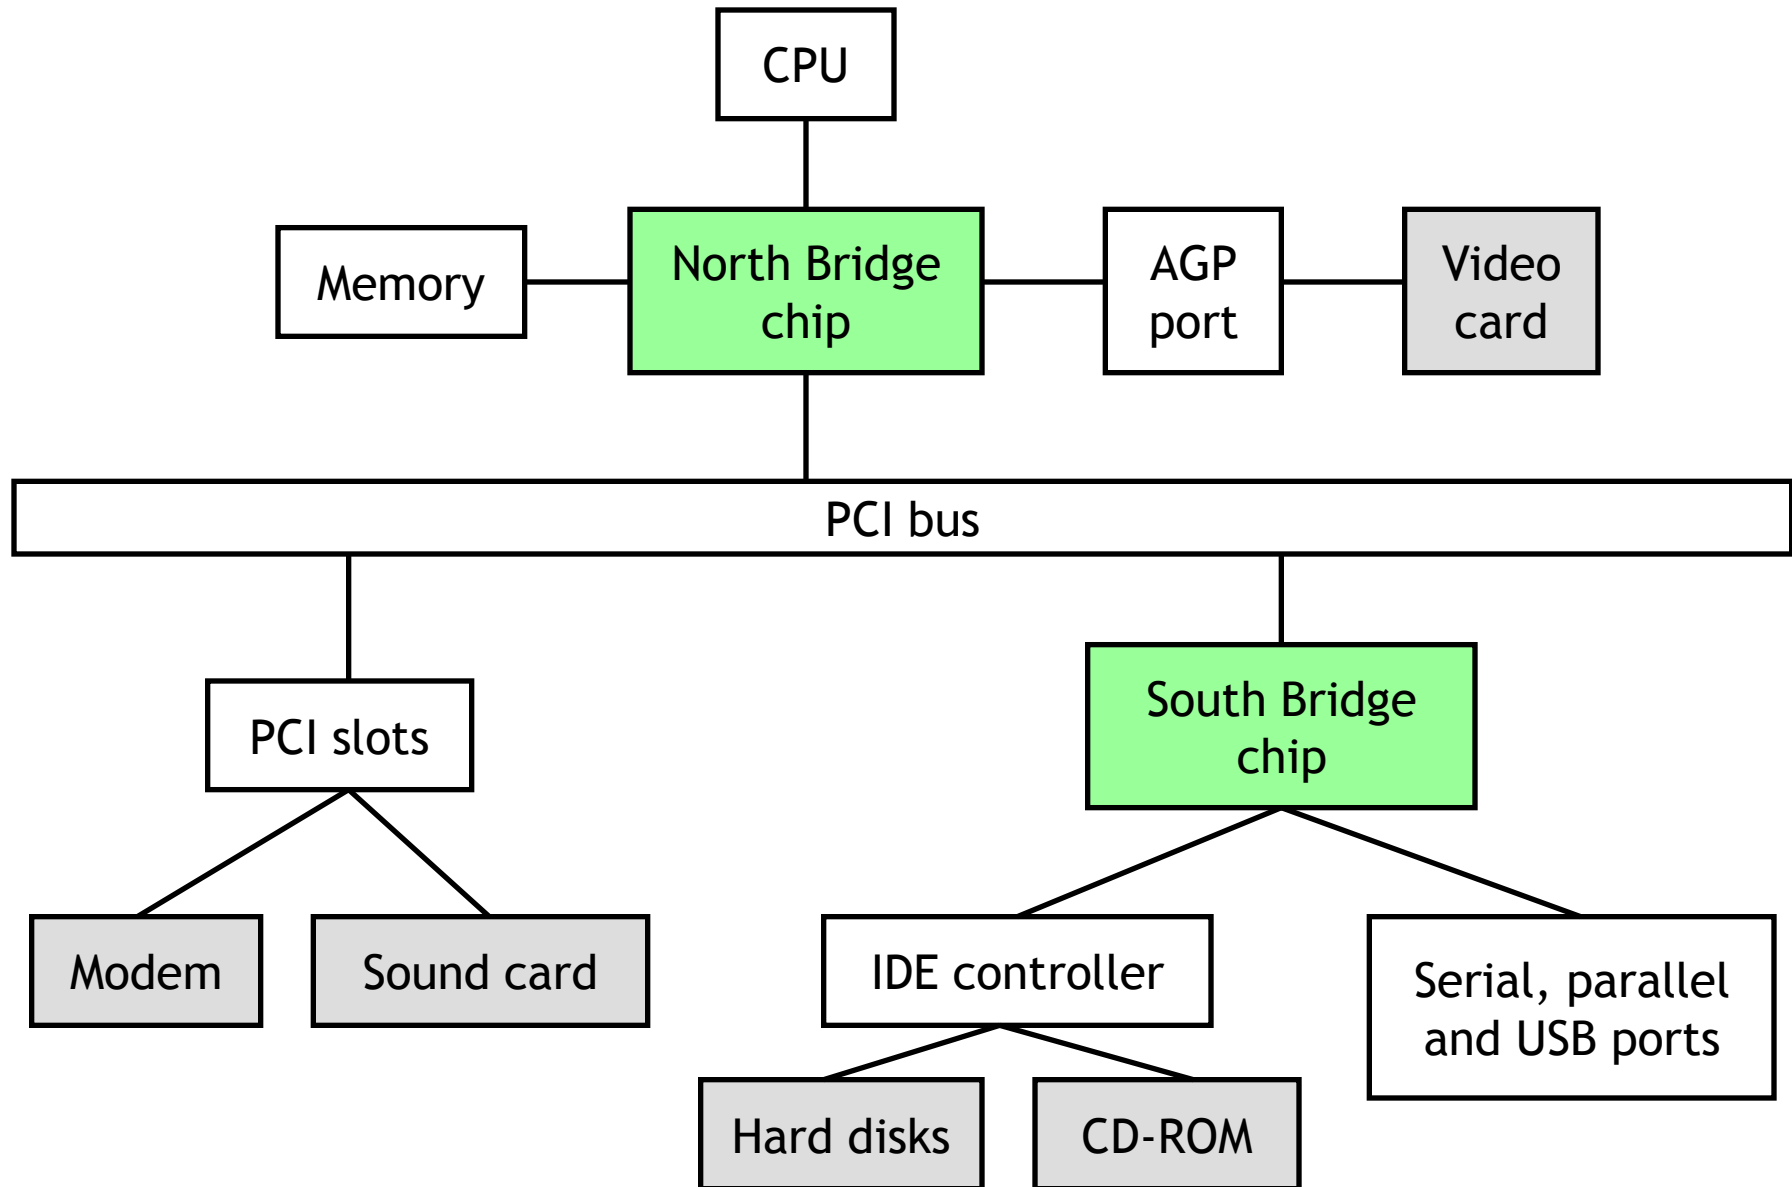 CPU
Memory
North Bridge
chip
AGP
port
Video
card
PCI bus
PCI slots
South Bridge
chip
Modem
Sound card
IDE controller
Serial, parallel
and USB ports
Hard disks
CD-ROM